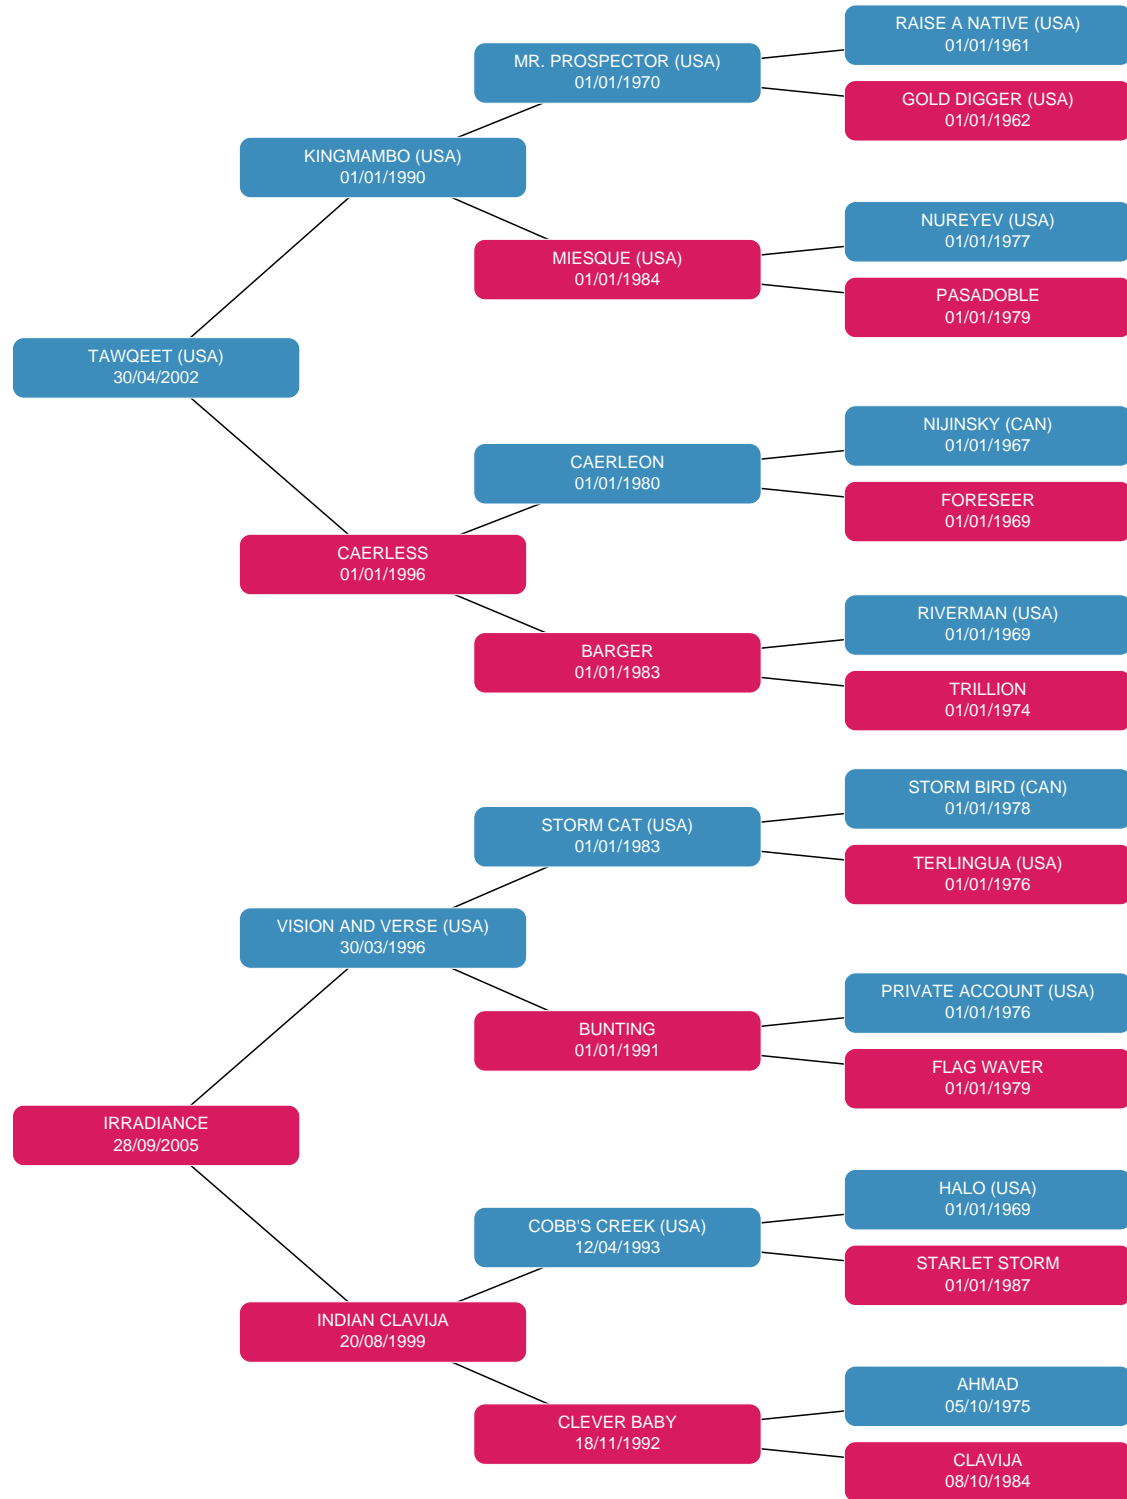 RAISE A NATIVE (USA)
01/01/1961
MR. PROSPECTOR (USA)
01/01/1970
GOLD DIGGER (USA)
01/01/1962
KINGMAMBO (USA)
01/01/1990
NUREYEV (USA)
01/01/1977
MIESQUE (USA)
01/01/1984
PASADOBLE
01/01/1979
TAWQEET (USA)
30/04/2002
NIJINSKY (CAN)
01/01/1967
CAERLEON
01/01/1980
FORESEER
01/01/1969
CAERLESS
01/01/1996
RIVERMAN (USA)
01/01/1969
BARGER
01/01/1983
TRILLION
01/01/1974
STORM BIRD (CAN)
01/01/1978
STORM CAT (USA)
01/01/1983
TERLINGUA (USA)
01/01/1976
VISION AND VERSE (USA)
30/03/1996
PRIVATE ACCOUNT (USA)
01/01/1976
BUNTING
01/01/1991
FLAG WAVER
01/01/1979
IRRADIANCE
28/09/2005
HALO (USA)
01/01/1969
COBB'S CREEK (USA)
12/04/1993
STARLET STORM
01/01/1987
INDIAN CLAVIJA
20/08/1999
AHMAD
05/10/1975
CLEVER BABY
18/11/1992
CLAVIJA
08/10/1984